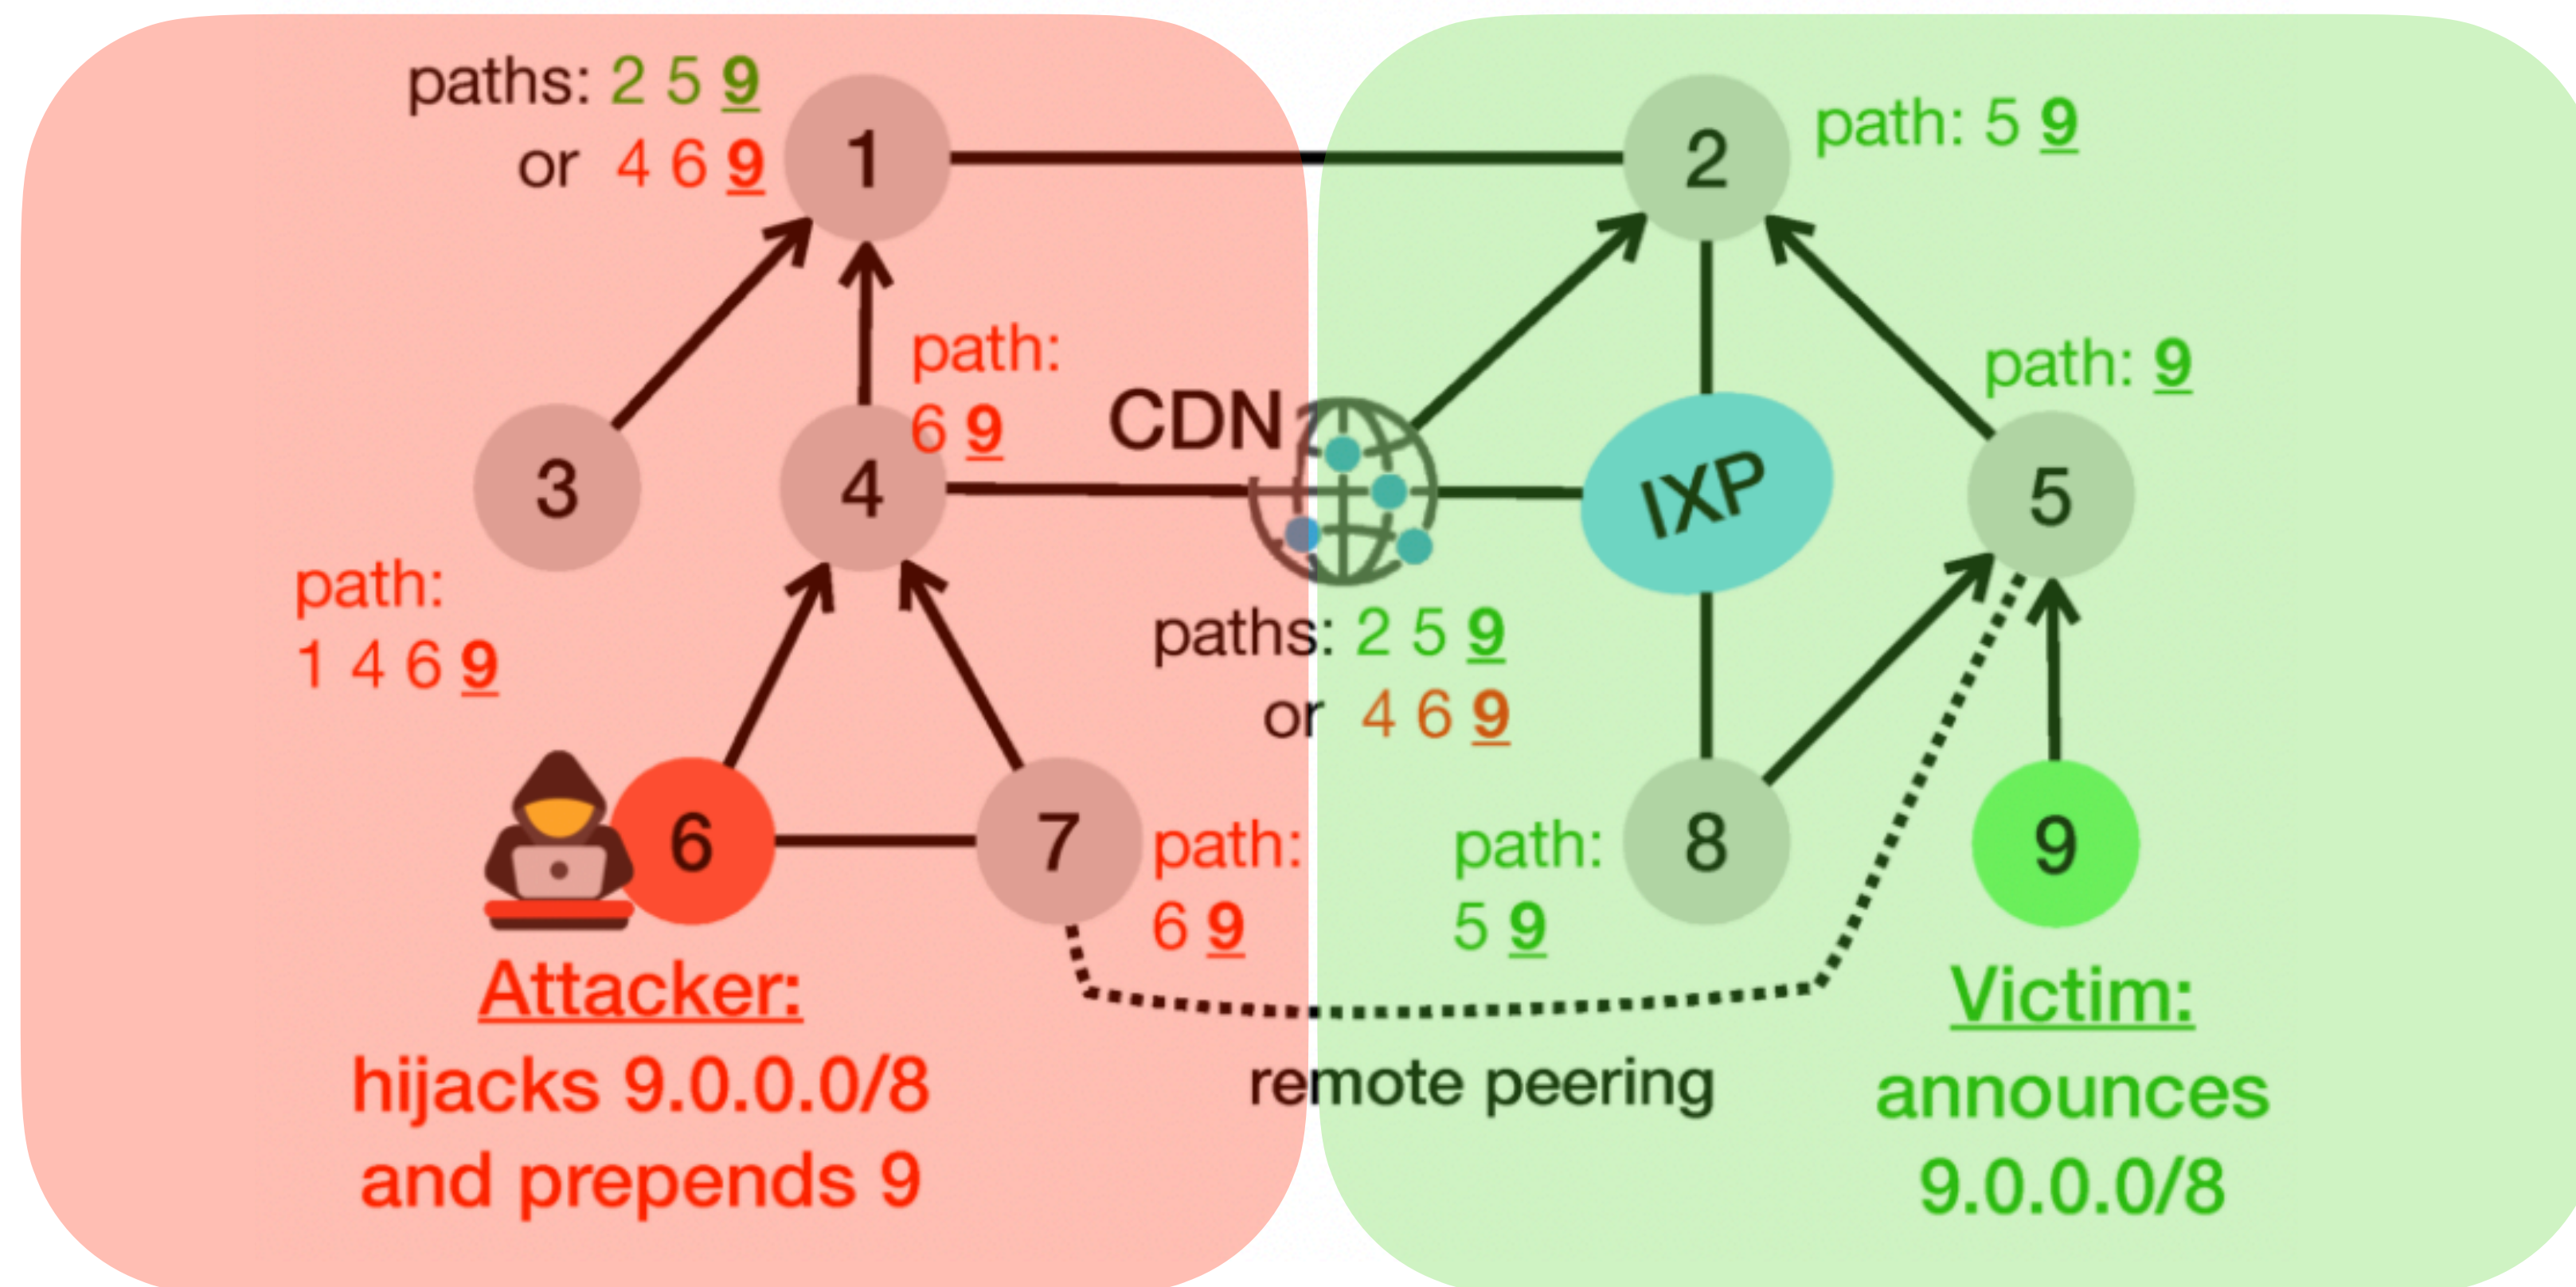 paths: 2 5 9
or 4 6 9
1
2
path: 5 9
path:
6 9
CDN
path: 9
3
4
IXP
5
path:
1 4 6 9
paths: 2 5 9
or 4 6 9
6
7
path:
6 9
path:
5 9
8
9
Attacker:
hijacks 9.0.0.0/8
and prepends 9
remote peering
Victim:
announces
9.0.0.0/8